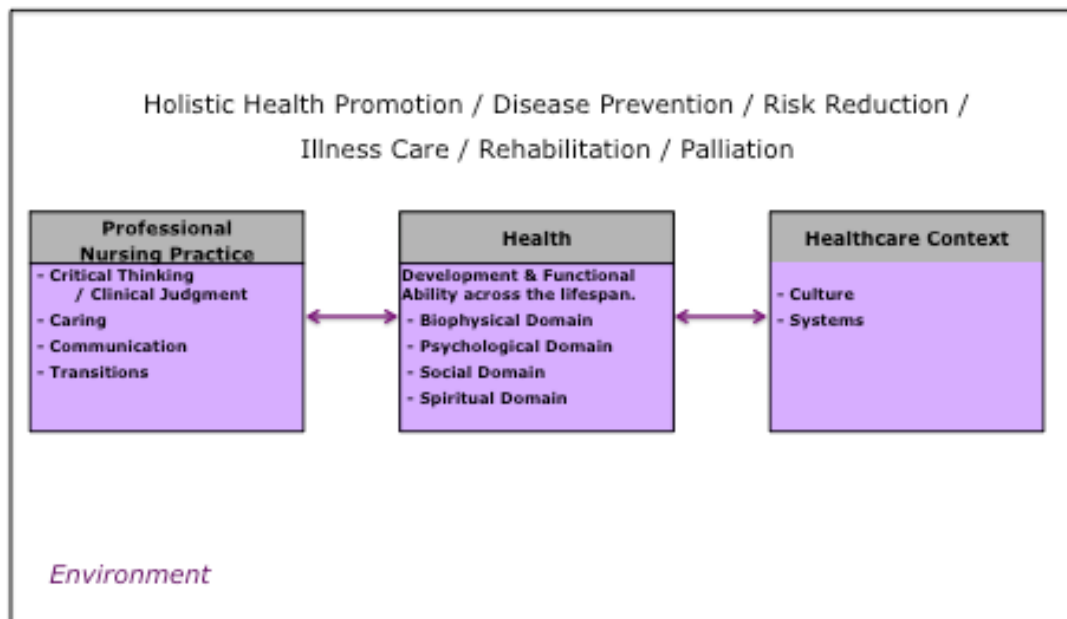 Holistic Health Promotion / Disease Prevention / Risk Reduction /
Illness Care / Rehabilitation / Palliation
Professional
Nursing Practice
- Critical Thinking
/ Clinical Judgment
- Caring
- Communication
- Transitions
Health
Development & Functional
Ability across the lifespan.
- Biophysical Domain
- Psychological Domain
- Social Domain
- Spiritual Domain
Healthcare Context
- Culture
- Systems
Environment